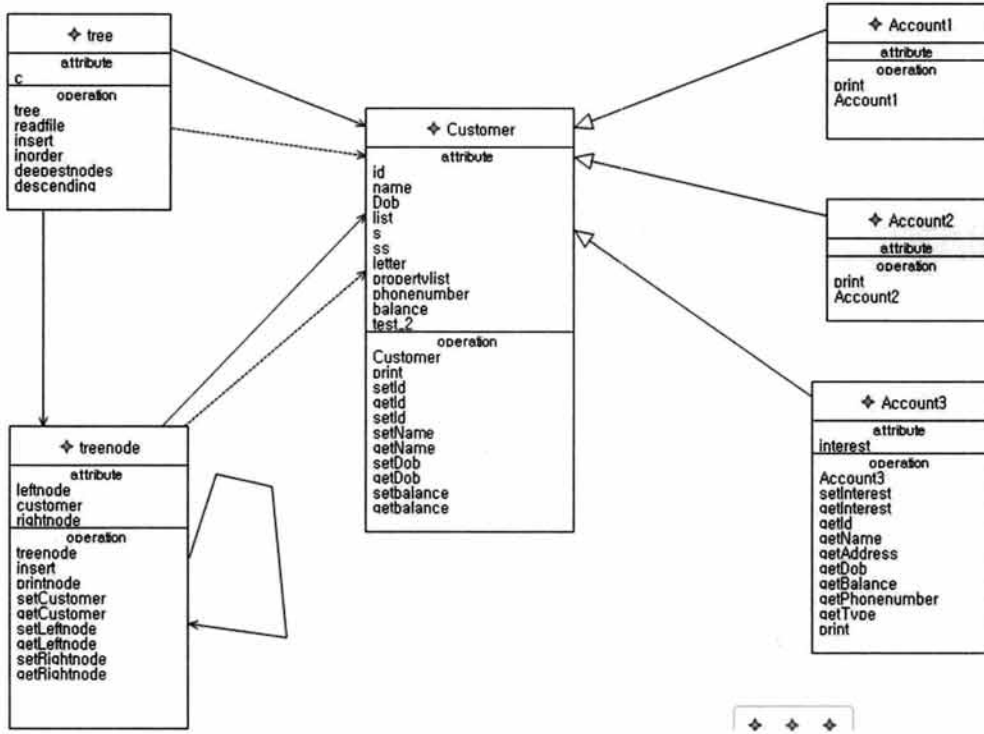 tree
attribute
c
operation
tree
readfile
insert
inorder
deepestnodes
descending
Customer
attribute
id
name
Dob
list
s
ss
letter
propertylist
phonenumber
balance
test_2
operation
Customer
print
setId
getId
setId
setName
getName
setDob
getDob
setbalance
getbalance
Account1
attribute
operation
print
Account1
Account2
attribute
operation
print
Account2
Account3
attribute
interest
operation
Account3
setInterest
getInterest
getId
getName
getAddress
getDob
getBalance
getPhonenumber
getType
print
treenode
attribute
leftnode
customer
rightnode
operation
treenode
insert
printnode
setCustomer
getCustomer
setLeftnode
getLeftnode
setRightnode
getRightnode